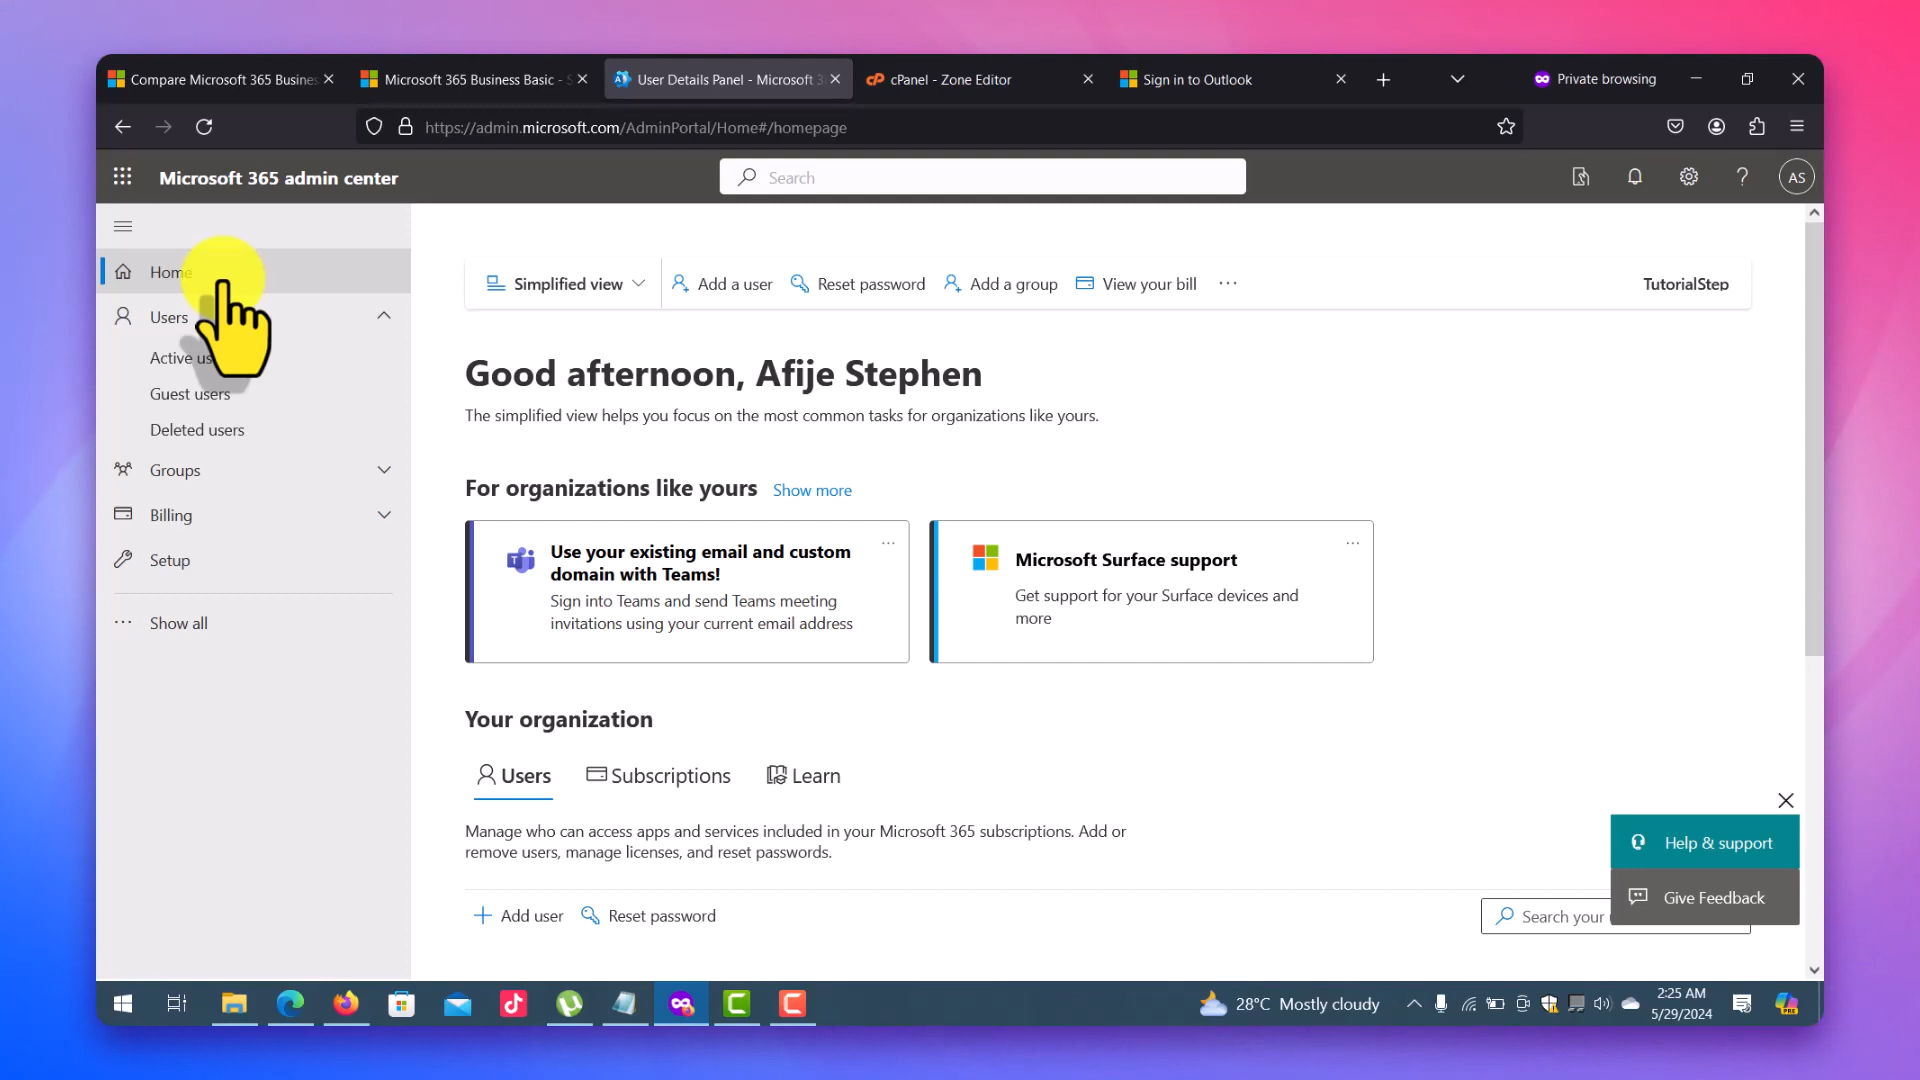 Compare Microsoft 365 Busines
Microsoft 365 Business Basic - S
User Details Panel - Microsoft 3
cPanel - Zone Editor
Sign in to Outlook
Private browsing
https://admin.microsoft.com/AdminPortal/Home#/homepage
Microsoft 365 admin center
Search
AS
Home
Users
Active us
Guest users
Deleted users
Groups
Billing
Setup
Show all
Simplified view
Add a user
Reset password
Add a group
View your bill
TutorialStep
Good afternoon, Afije Stephen
The simplified view helps you focus on the most common tasks for organizations like yours.
For organizations like yours Show more
Use your existing email and custom
domain with Teams!
Sign into Teams and send Teams meeting
invitations using your current email address
Microsoft Surface support
Get support for your Surface devices and
more
Your organization
Users
Subscriptions
Learn
Manage who can access apps and services included in your Microsoft 365 subscriptions. Add or
remove users, manage licenses, and reset passwords.
Add user
Reset password
Search your
Help & support
Give Feedback
28°C Mostly cloudy
2:25 AM
5/29/2024
PRE